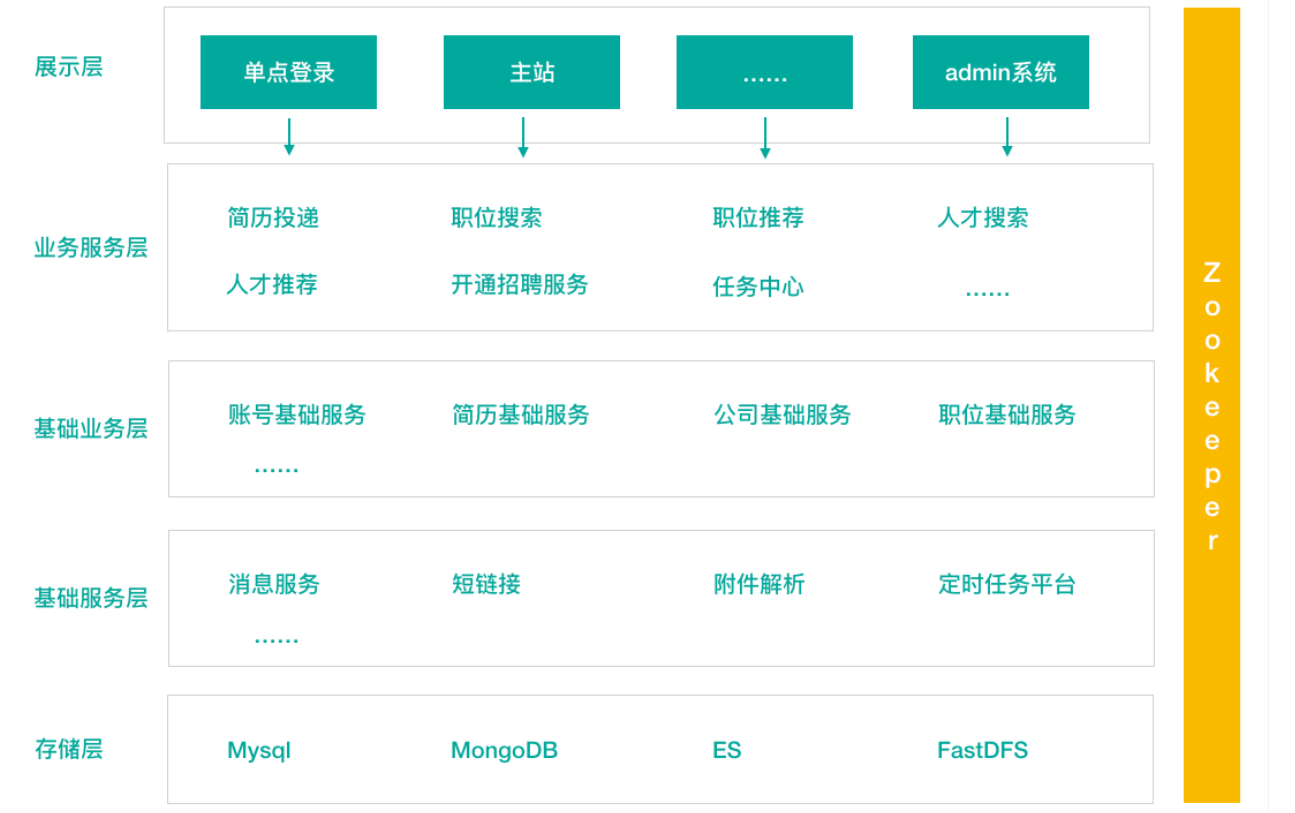 展示层
单点登录
主站
......
admin系统
业务服务层
简历投递
职位搜索
职位推荐
人才搜索
人才推荐
开通招聘服务
任务中心
......
基础业务层
账号基础服务
简历基础服务
公司基础服务
职位基础服务
......
基础服务层
消息服务
短链接
附件解析
定时任务平台
......
存储层
Mysql
MongoDB
ES
FastDFS
Zookeeper